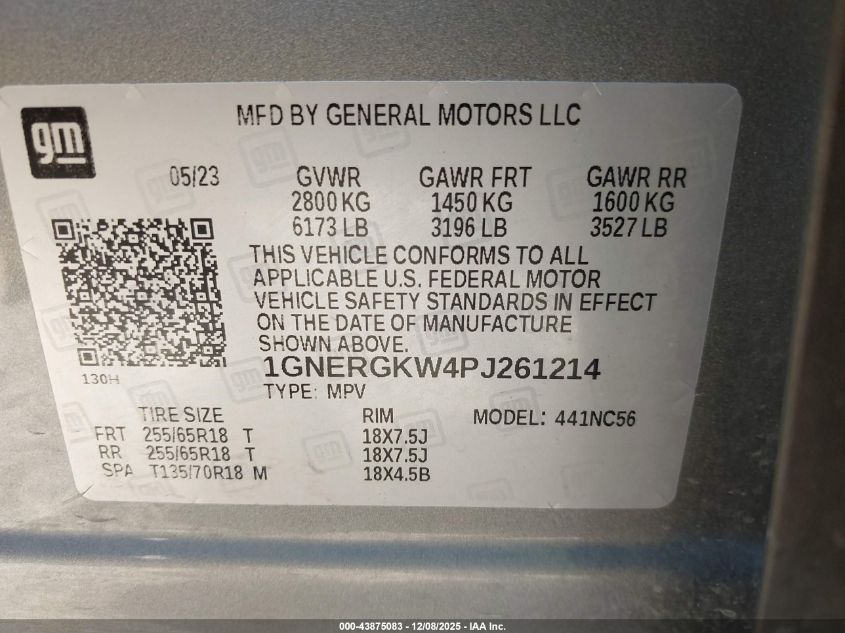 gm
MFD BY GENERAL MOTORS LLC
05/23 GVWR GAWR FRT GAWR RR
2800 KG 1450 KG 1600 KG
6173 LB 3196 LB 3527 LB
THIS VEHICLE CONFORMS TO ALL
APPLICABLE U.S. FEDERAL MOTOR
VEHICLE SAFETY STANDARDS IN EFFECT
ON THE DATE OF MANUFACTURE
SHOWN ABOVE.
1GNERGKW4PJ261214
130H
TYPE: MPV
TIRE SIZE RIM MODEL: 441NC56
FRT 255/65R18 T 18X7.5J
RR 255/65R18 T 18X7.5J
SPA T135/70R18 M 18X4.5B
000-43875083 - 12/08/2025 - IAA Inc.